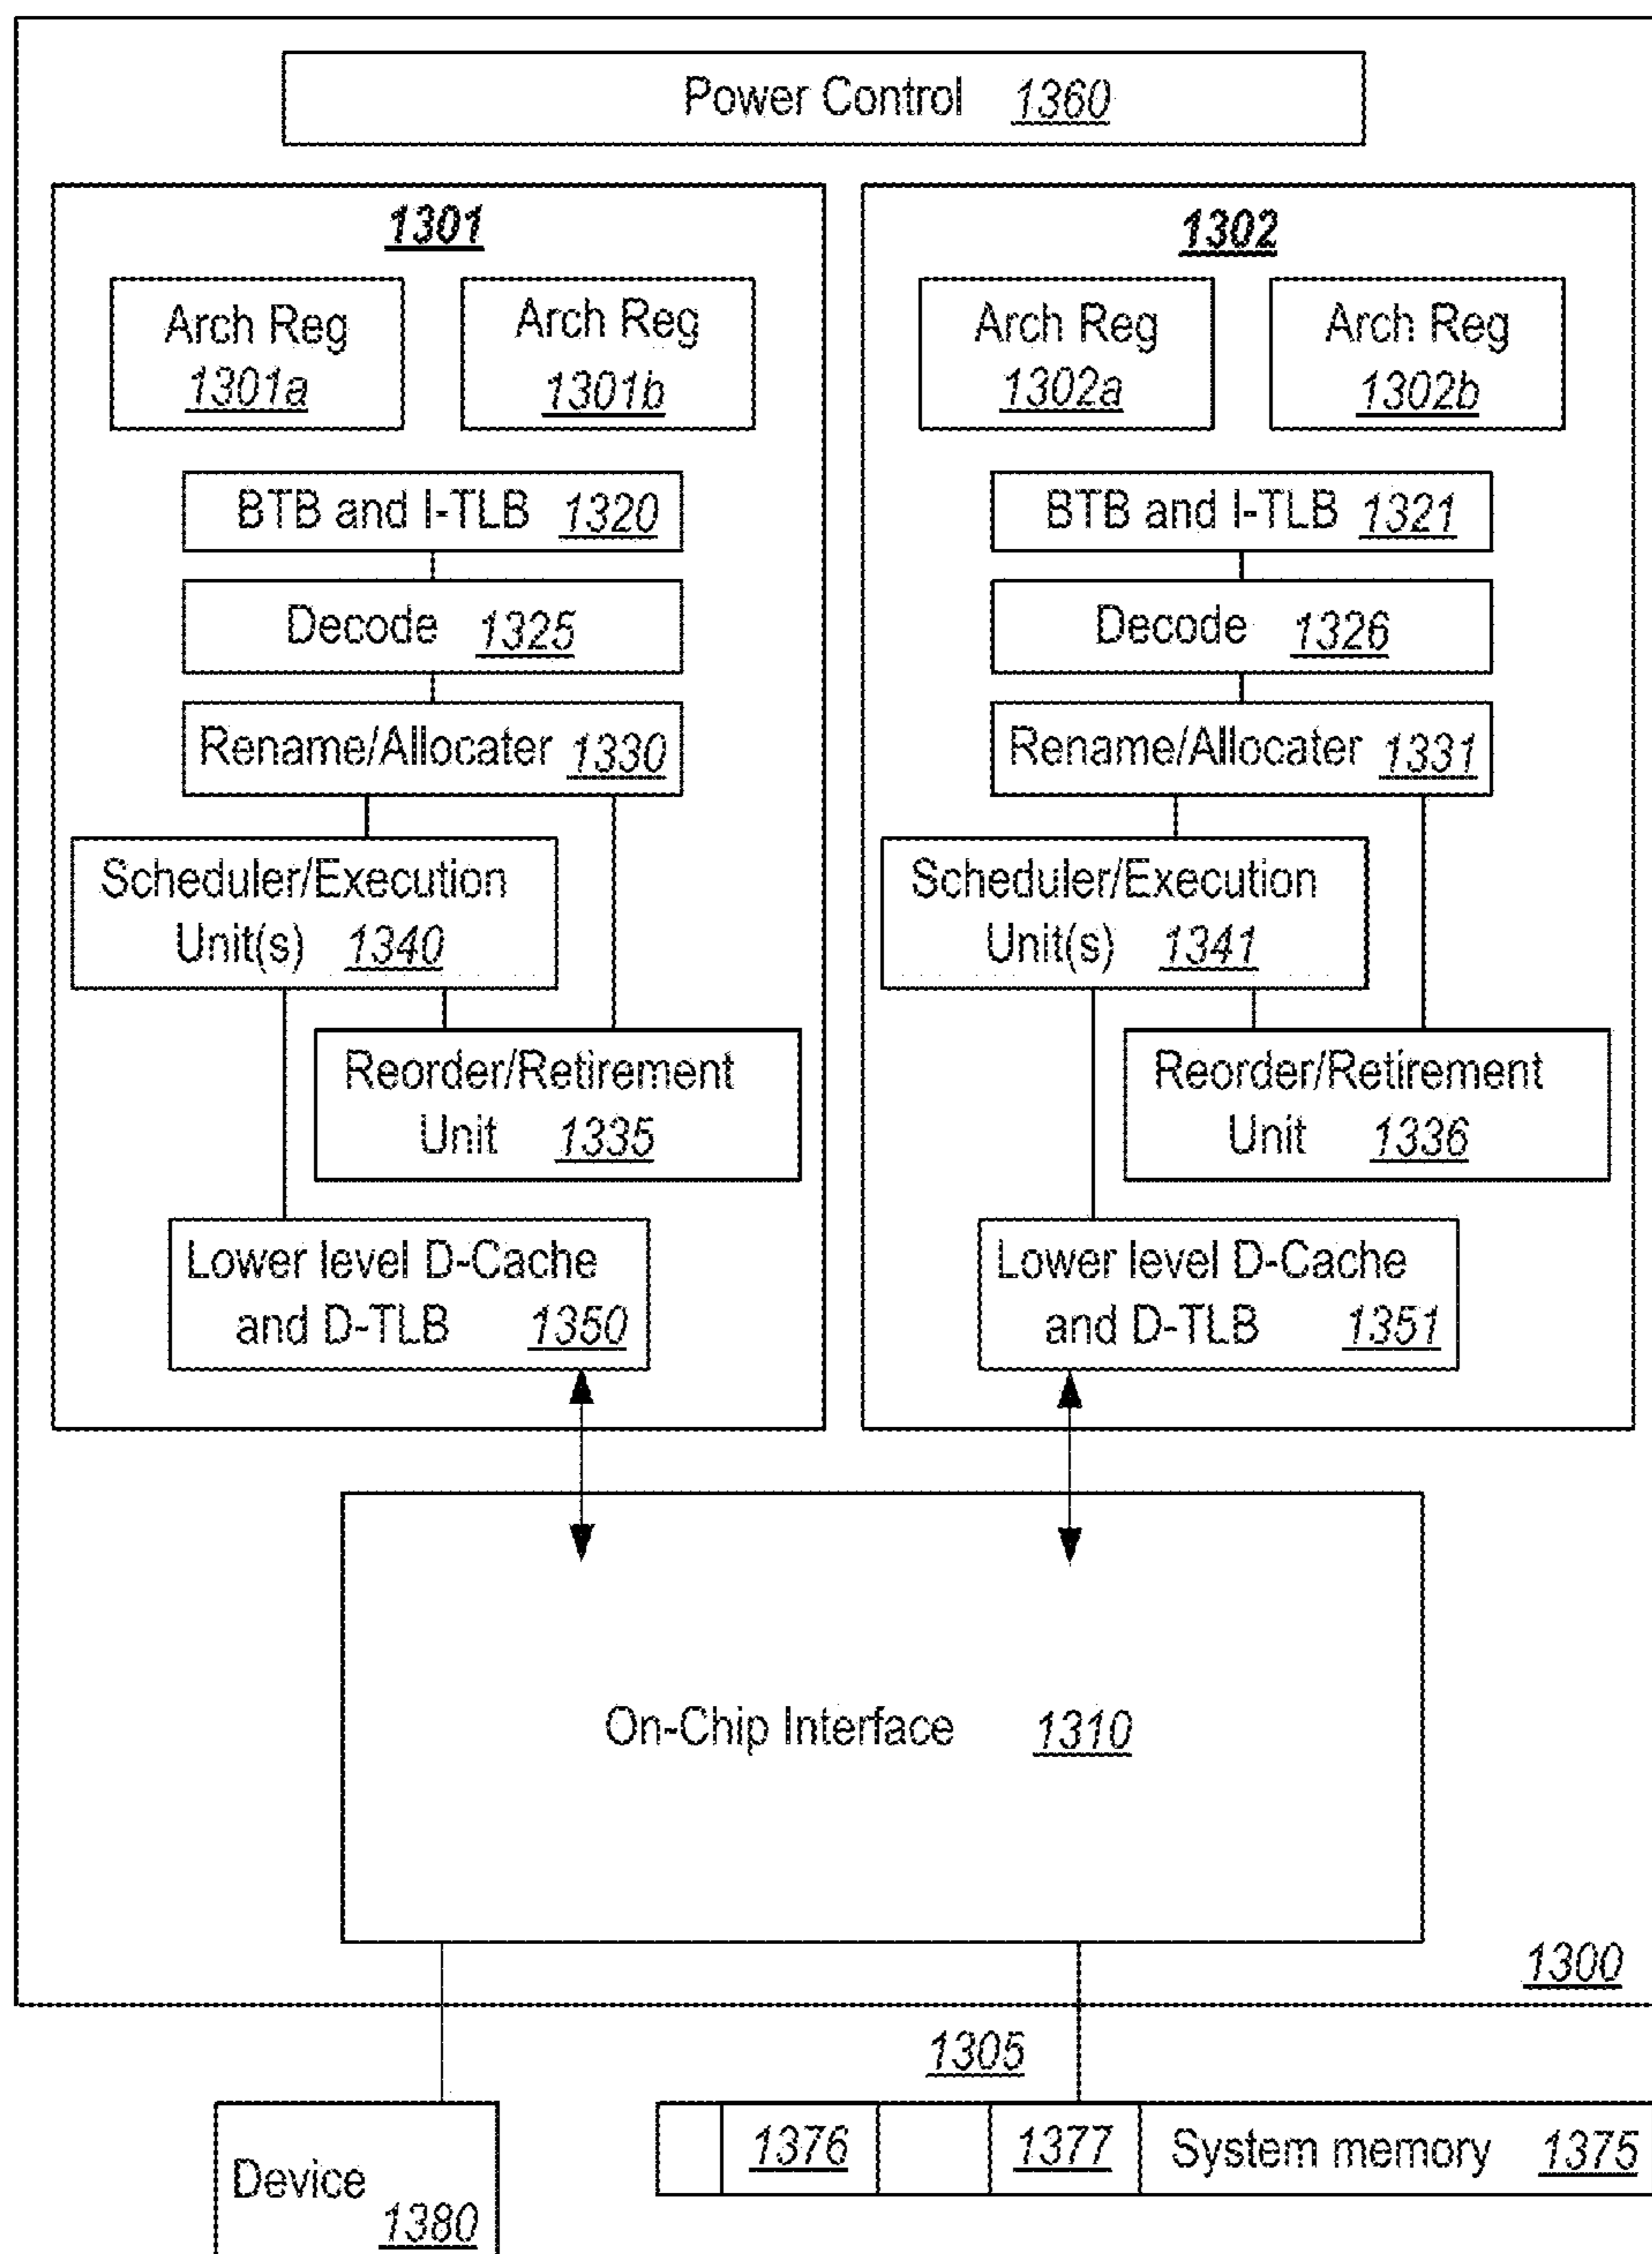 Power Control 1360
1301
Arch Reg
1301a
Arch Reg
1301b
BTB and I-TLB 1320
Decode 1325
Rename/Allocater 1330
Scheduler/Execution
Unit(s) 1340
Reorder/Retirement
Unit 1335
Lower level D-Cache
and D-TLB 1350
1302
Arch Reg
1302a
Arch Reg
1302b
BTB and I-TLB 1321
Decode 1326
Rename/Allocater 1331
Scheduler/Execution
Unit(s) 1341
Reorder/Retirement
Unit 1336
Lower level D-Cache
and D-TLB 1351
On-Chip Interface 1310
1300
1305
Device
1380
1376
1377
System memory 1375